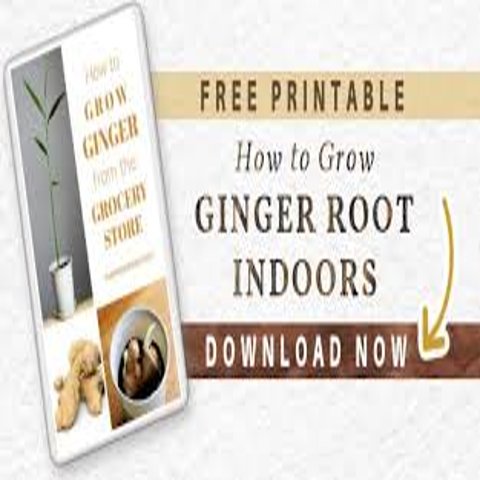 How to
GROW
GINGER
from the
GROCERY
STORE
FREE PRINTABLE
How to Grow
GINGER ROOT
INDOORS
DOWNLOAD NOW